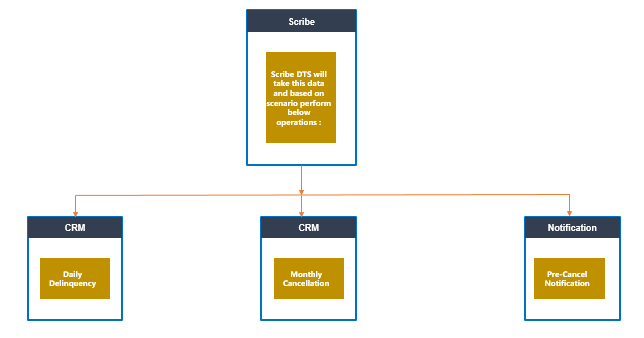 Scribe
Scribe DTS will
take this data
and based on
scenario perform
below
operations :
CRM
CRM
Notification
Daily
Delinquency
Monthly
Cancellation
Pre-Cancel
Notification